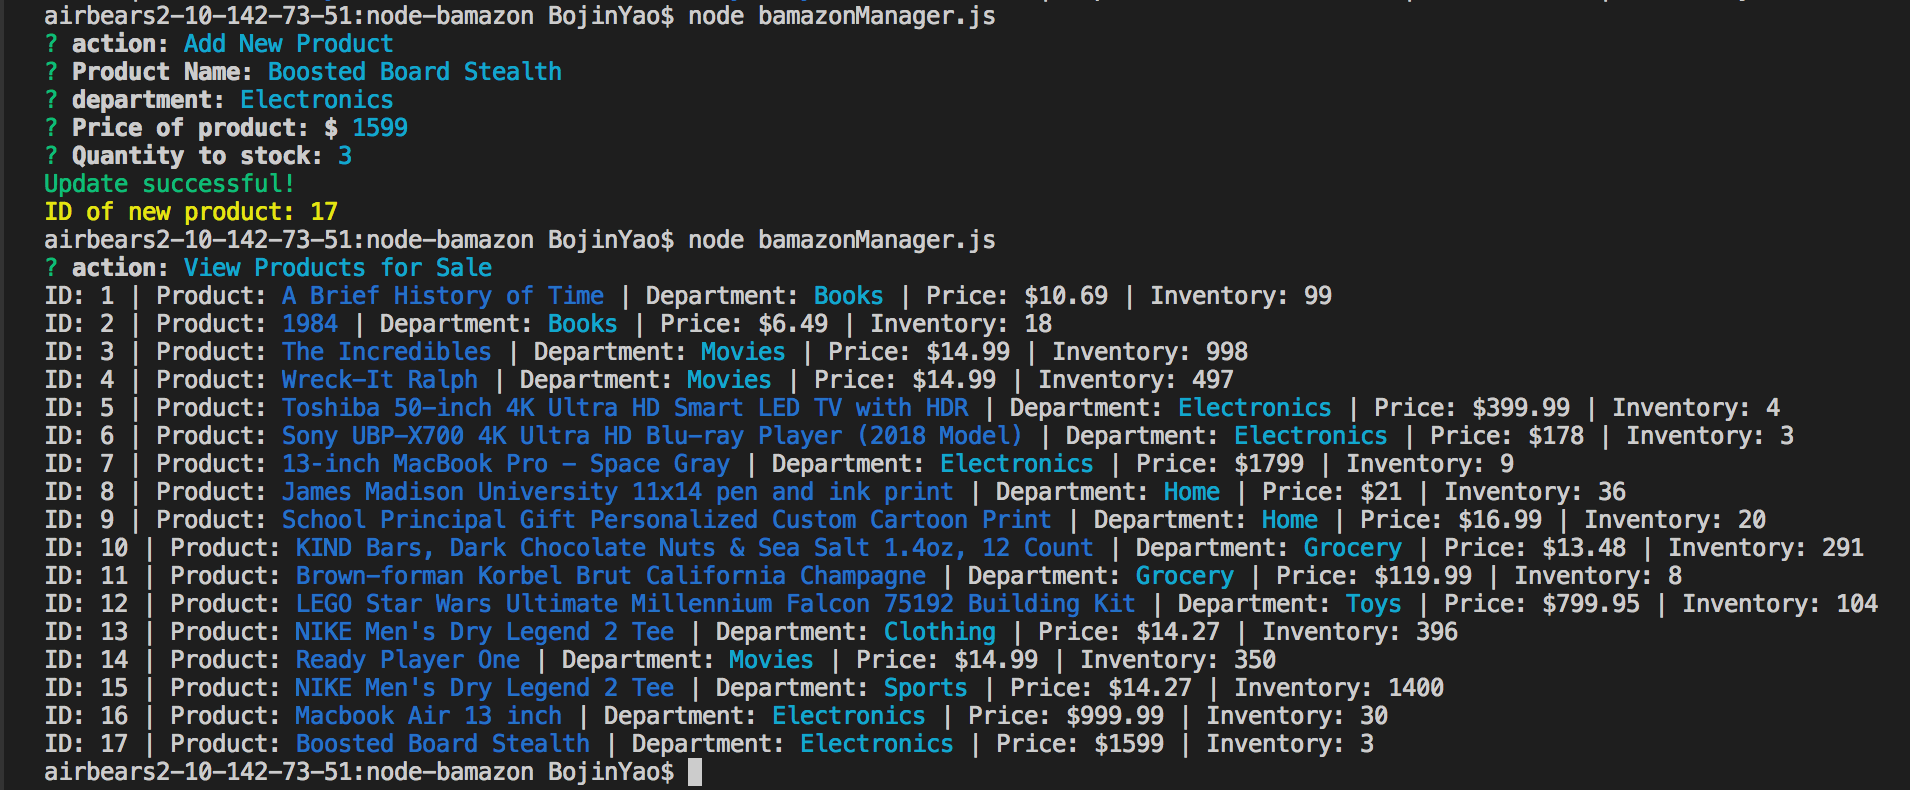 airbears2-10-142-73-51:node-bamazon BojinYao$ node bamazonManager.js
? action: Add New Product
? Product Name: Boosted Board Stealth
? department: Electronics
? Price of product: $ 1599
? Quantity to stock: 3
Update successful!
ID of new product: 17
airbears2-10-142-73-51:node-bamazon BojinYao$ node bamazonManager.js
? action: View Products for Sale
ID: 1 | Product: A Brief History of Time | Department: Books | Price: $10.69 | Inventory: 99
ID: 2 | Product: 1984 | Department: Books | Price: $6.49 | Inventory: 18
ID: 3 | Product: The Incredibles | Department: Movies | Price: $14.99 | Inventory: 998
ID: 4 | Product: Wreck-It Ralph | Department: Movies | Price: $14.99 | Inventory: 497
ID: 5 | Product: Toshiba 50-inch 4K Ultra HD Smart LED TV with HDR | Department: Electronics | Price: $399.99 | Inventory: 4
ID: 6 | Product: Sony UBP-X700 4K Ultra HD Blu-ray Player (2018 Model) | Department: Electronics | Price: $178 | Inventory: 3
ID: 7 | Product: 13-inch MacBook Pro - Space Gray | Department: Electronics | Price: $1799 | Inventory: 9
ID: 8 | Product: James Madison University 11x14 pen and ink print | Department: Home | Price: $21 | Inventory: 36
ID: 9 | Product: School Principal Gift Personalized Custom Cartoon Print | Department: Home | Price: $16.99 | Inventory: 20
ID: 10 | Product: KIND Bars, Dark Chocolate Nuts & Sea Salt 1.4oz, 12 Count | Department: Grocery | Price: $13.48 | Inventory: 291
ID: 11 | Product: Brown-forman Korbel Brut California Champagne | Department: Grocery | Price: $119.99 | Inventory: 8
ID: 12 | Product: LEGO Star Wars Ultimate Millennium Falcon 75192 Building Kit | Department: Toys | Price: $799.95 | Inventory: 104
ID: 13 | Product: NIKE Men's Dry Legend 2 Tee | Department: Clothing | Price: $14.27 | Inventory: 396
ID: 14 | Product: Ready Player One | Department: Movies | Price: $14.99 | Inventory: 350
ID: 15 | Product: NIKE Men's Dry Legend 2 Tee | Department: Sports | Price: $14.27 | Inventory: 1400
ID: 16 | Product: Macbook Air 13 inch | Department: Electronics | Price: $999.99 | Inventory: 30
ID: 17 | Product: Boosted Board Stealth | Department: Electronics | Price: $1599 | Inventory: 3
airbears2-10-142-73-51:node-bamazon BojinYao$